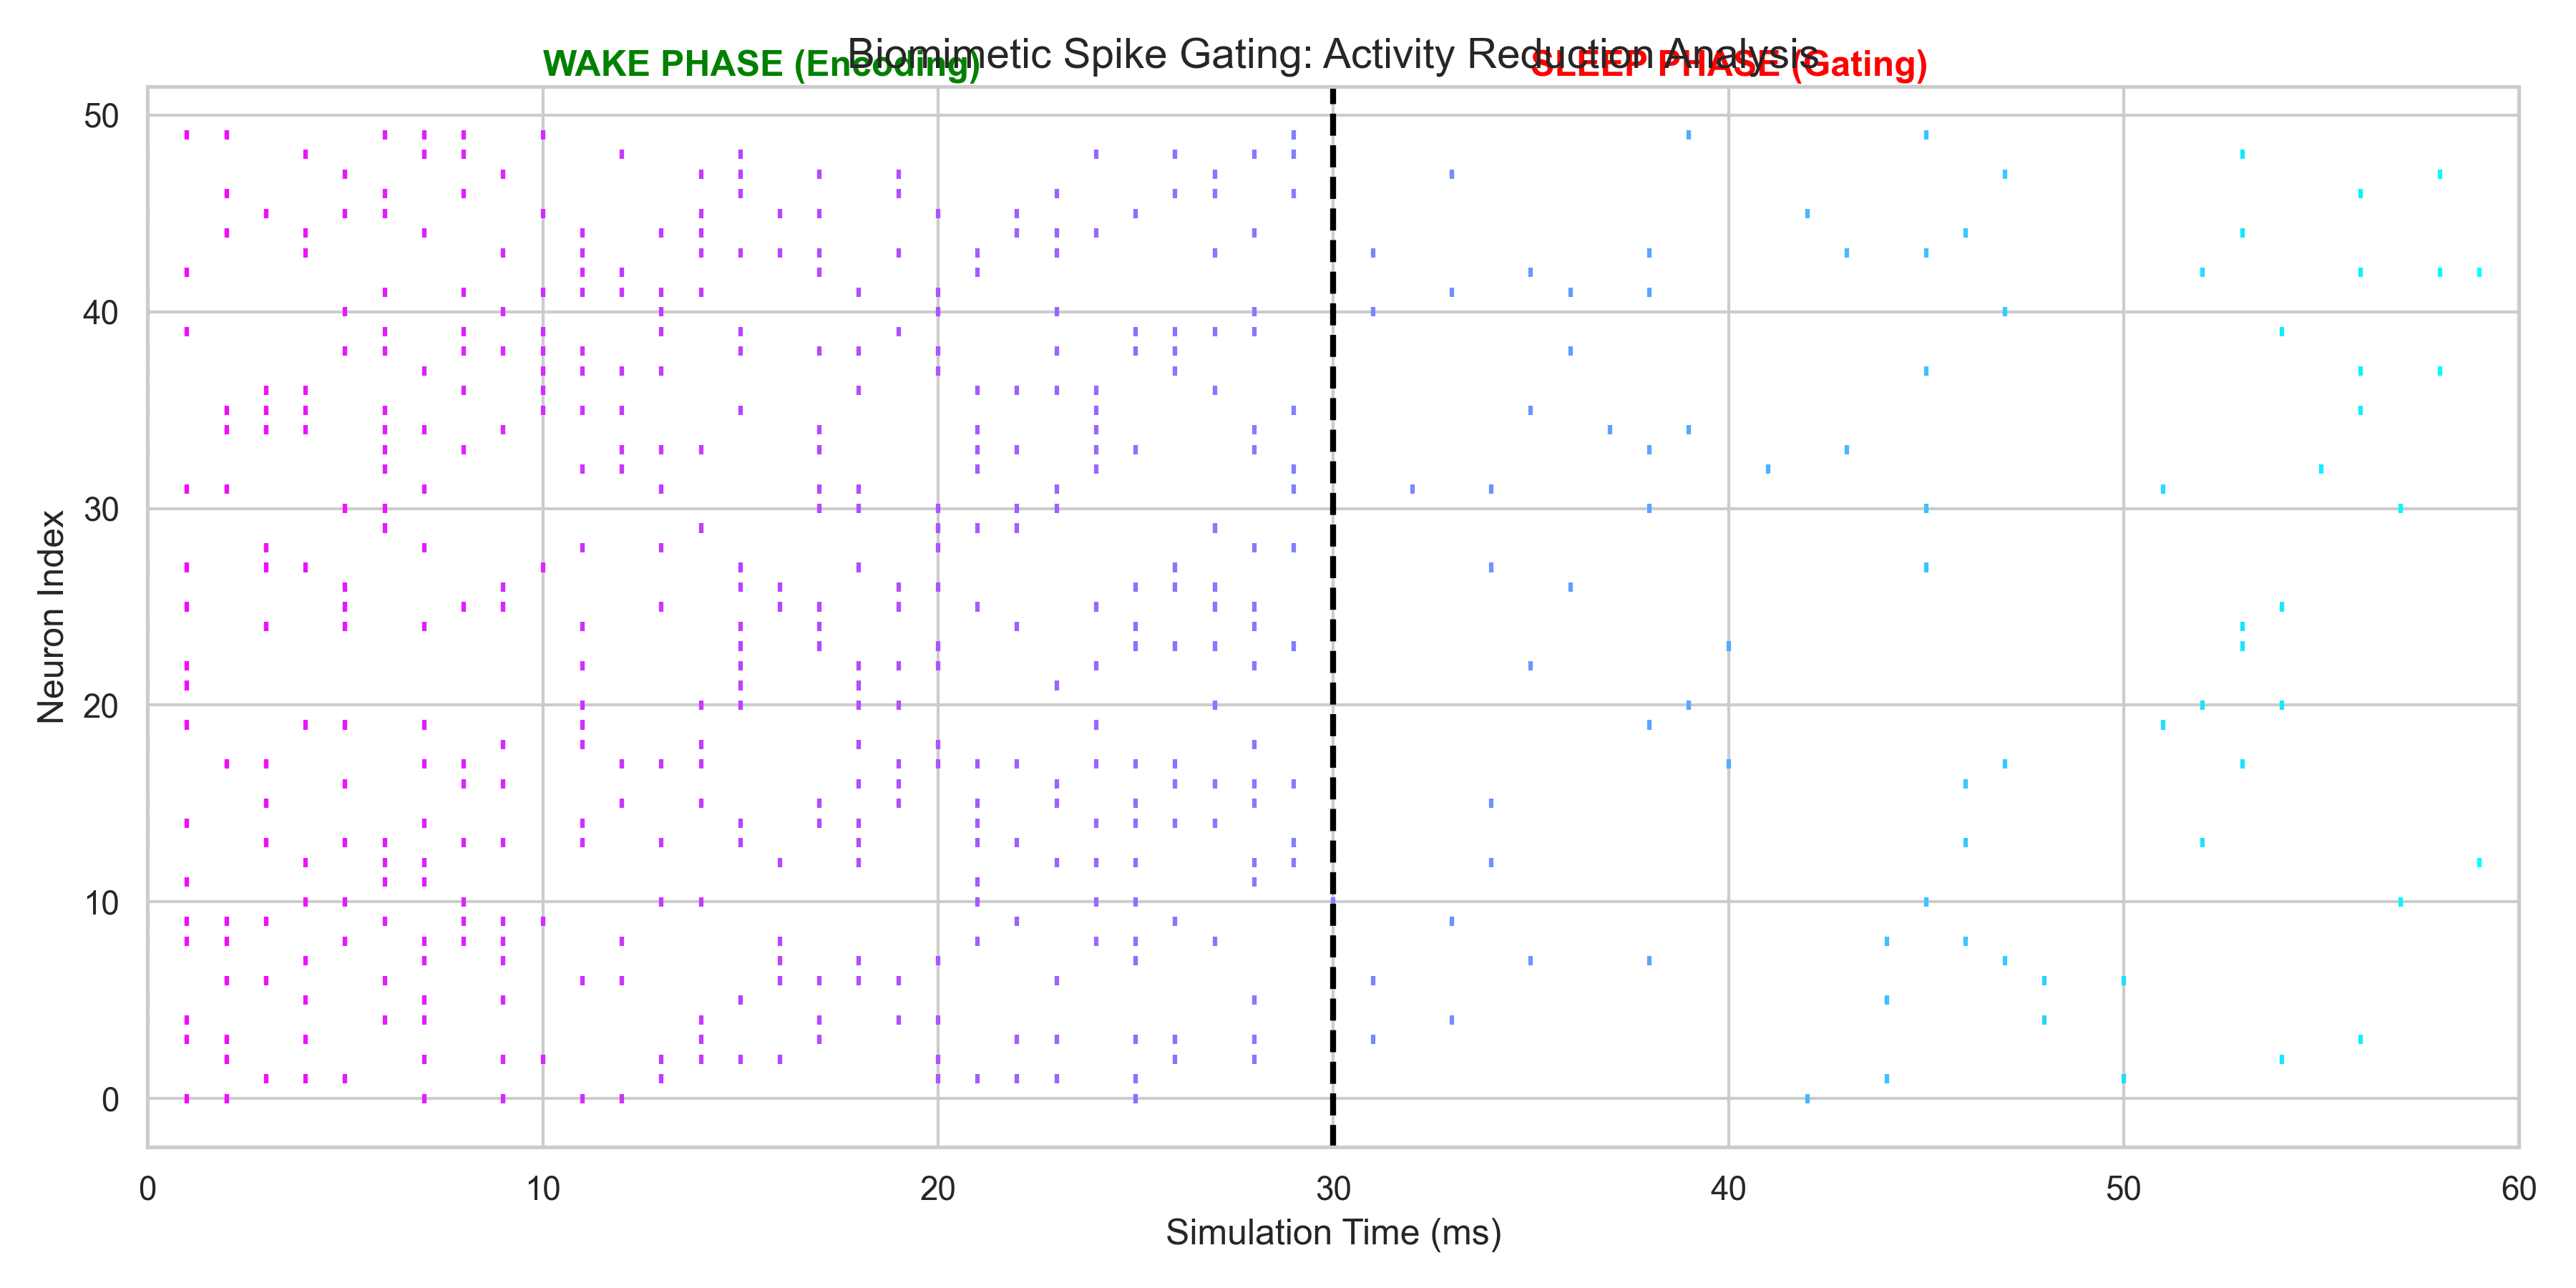 Biomimetic Spike Gating: Activity Reduction Analysis
WAKE PHASE (Encoding)
SLEEP PHASE (Gating)
50
40
30
20
10
0
Neuron Index
0 10 20 30 40 50 60
Simulation Time (ms)